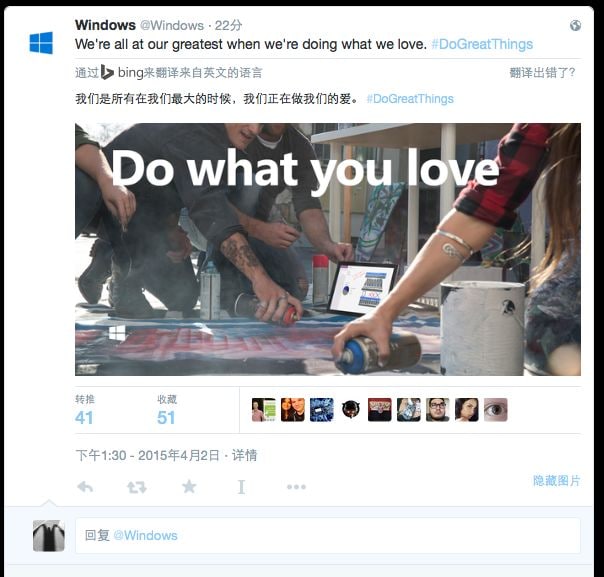 Windows @Windows · 22分
We're all at our greatest when we're doing what we love. #DoGreatThings
通过 bing来翻译来自英文的语言 翻译出错了?
我们是所有在我们最大的时候，我们正在做我们的爱。 #DoGreatThings
Do what you love
转推 收藏
41 51
下午1:30 - 2015年4月2日 · 详情
隐藏图片
回复 @Windows